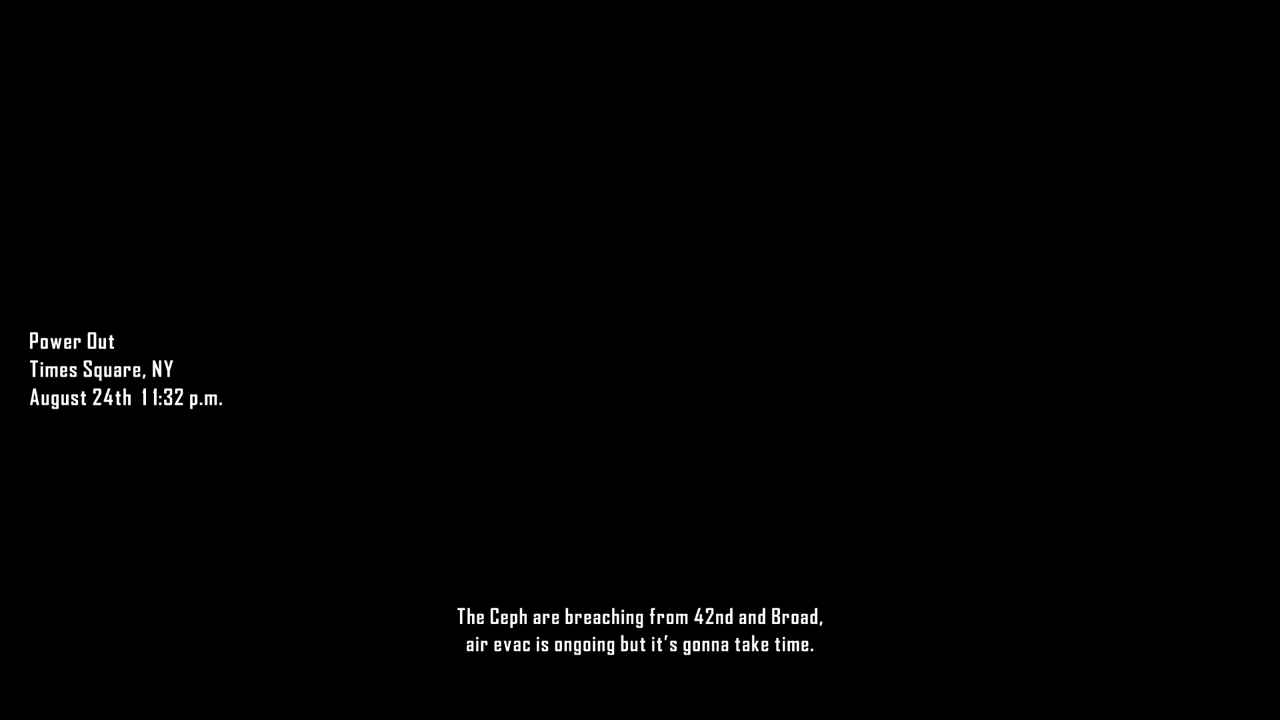 Power Out
Times Square, NY
August 24th 11:32 p.m.
The Ceph are breaching from 42nd and Broad,
air evac is ongoing but it's gonna take time.